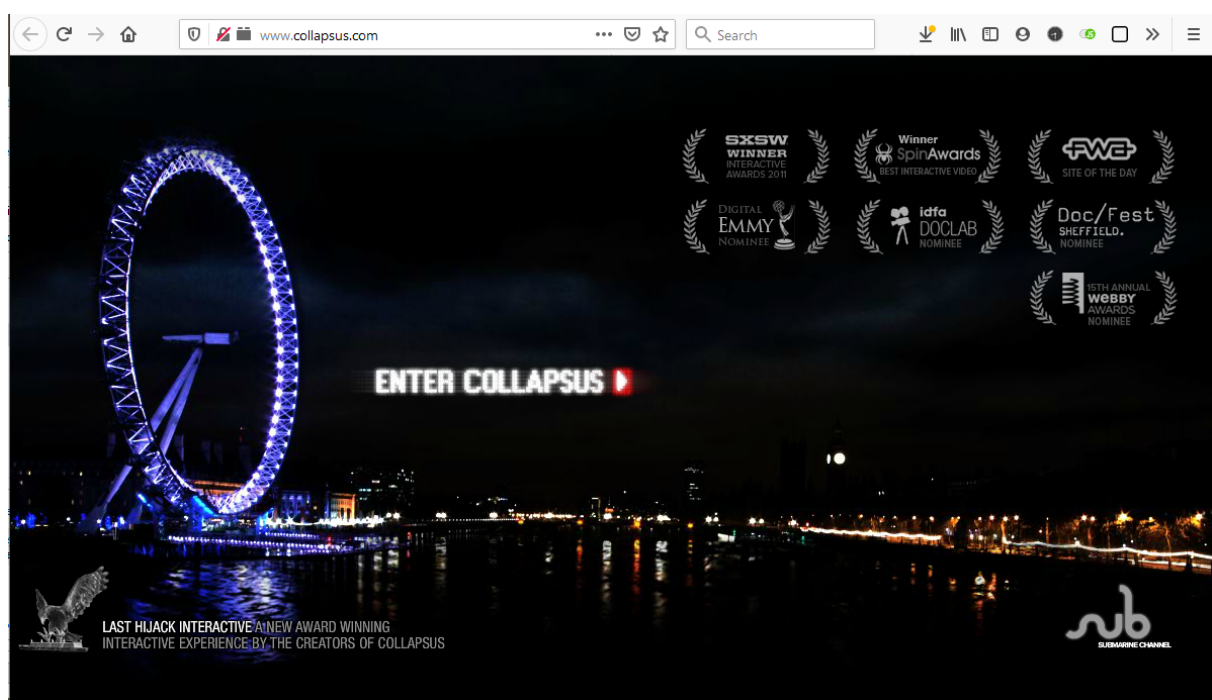 www.collapsus.com
Search
SXSW
WINNER
INTERACTIVE
AWARDS 2011
Winner
SpinAwards
BEST INTERACTIVE VIDEO
FWA
SITE OF THE DAY
DIGITAL
EMMY
NOMINEE
idfa
DOCLAB
NOMINEE
Doc/Fest
SHEFFIELD.
NOMINEE
15TH ANNUAL
WEBBY
AWARDS
NOMINEE
ENTER COLLAPSUS
LAST HIJACK INTERACTIVE A NEW AWARD WINNING
INTERACTIVE EXPERIENCE BY THE CREATORS OF COLLAPSUS
sub
SUBMARINE CHANNEL